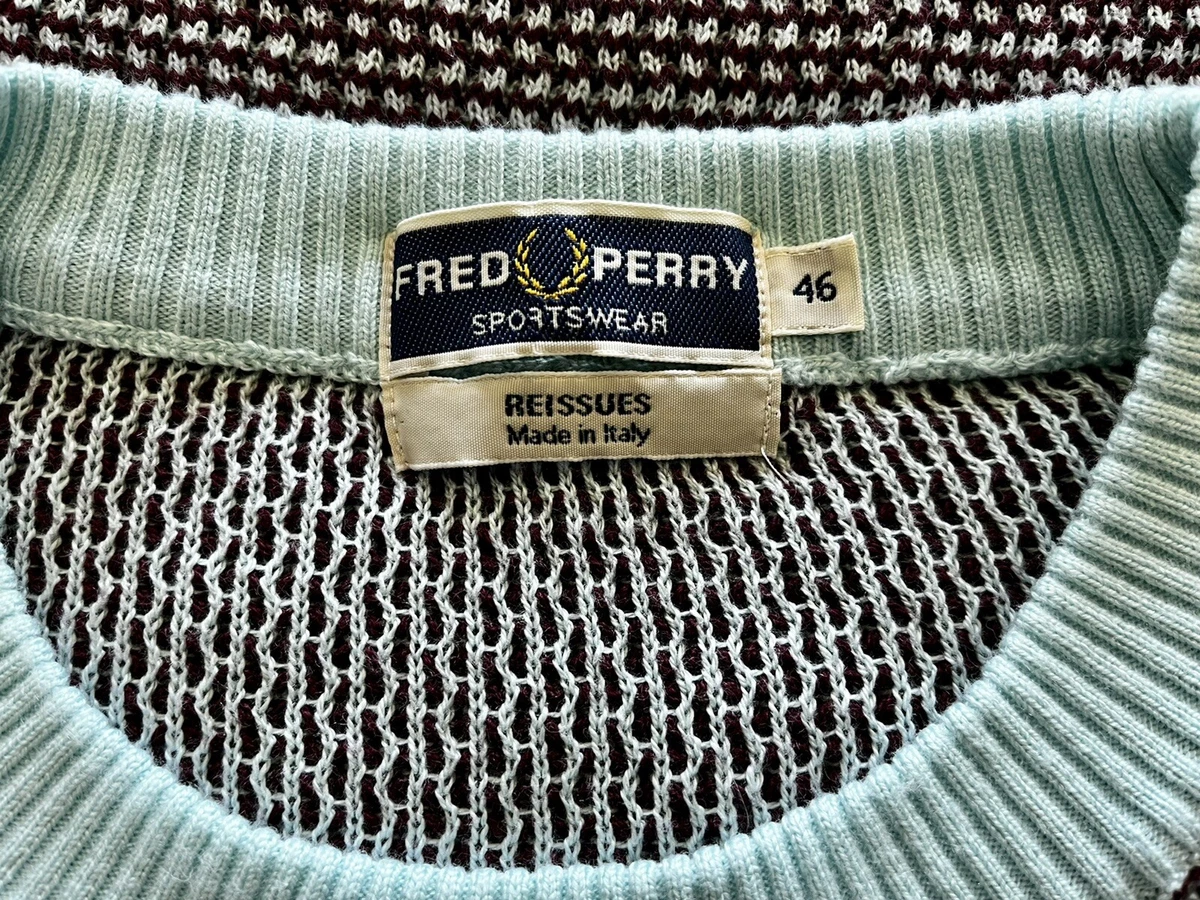 FRED PERRY
SPORTSWEAR
46
REISSUES
Made in Italy